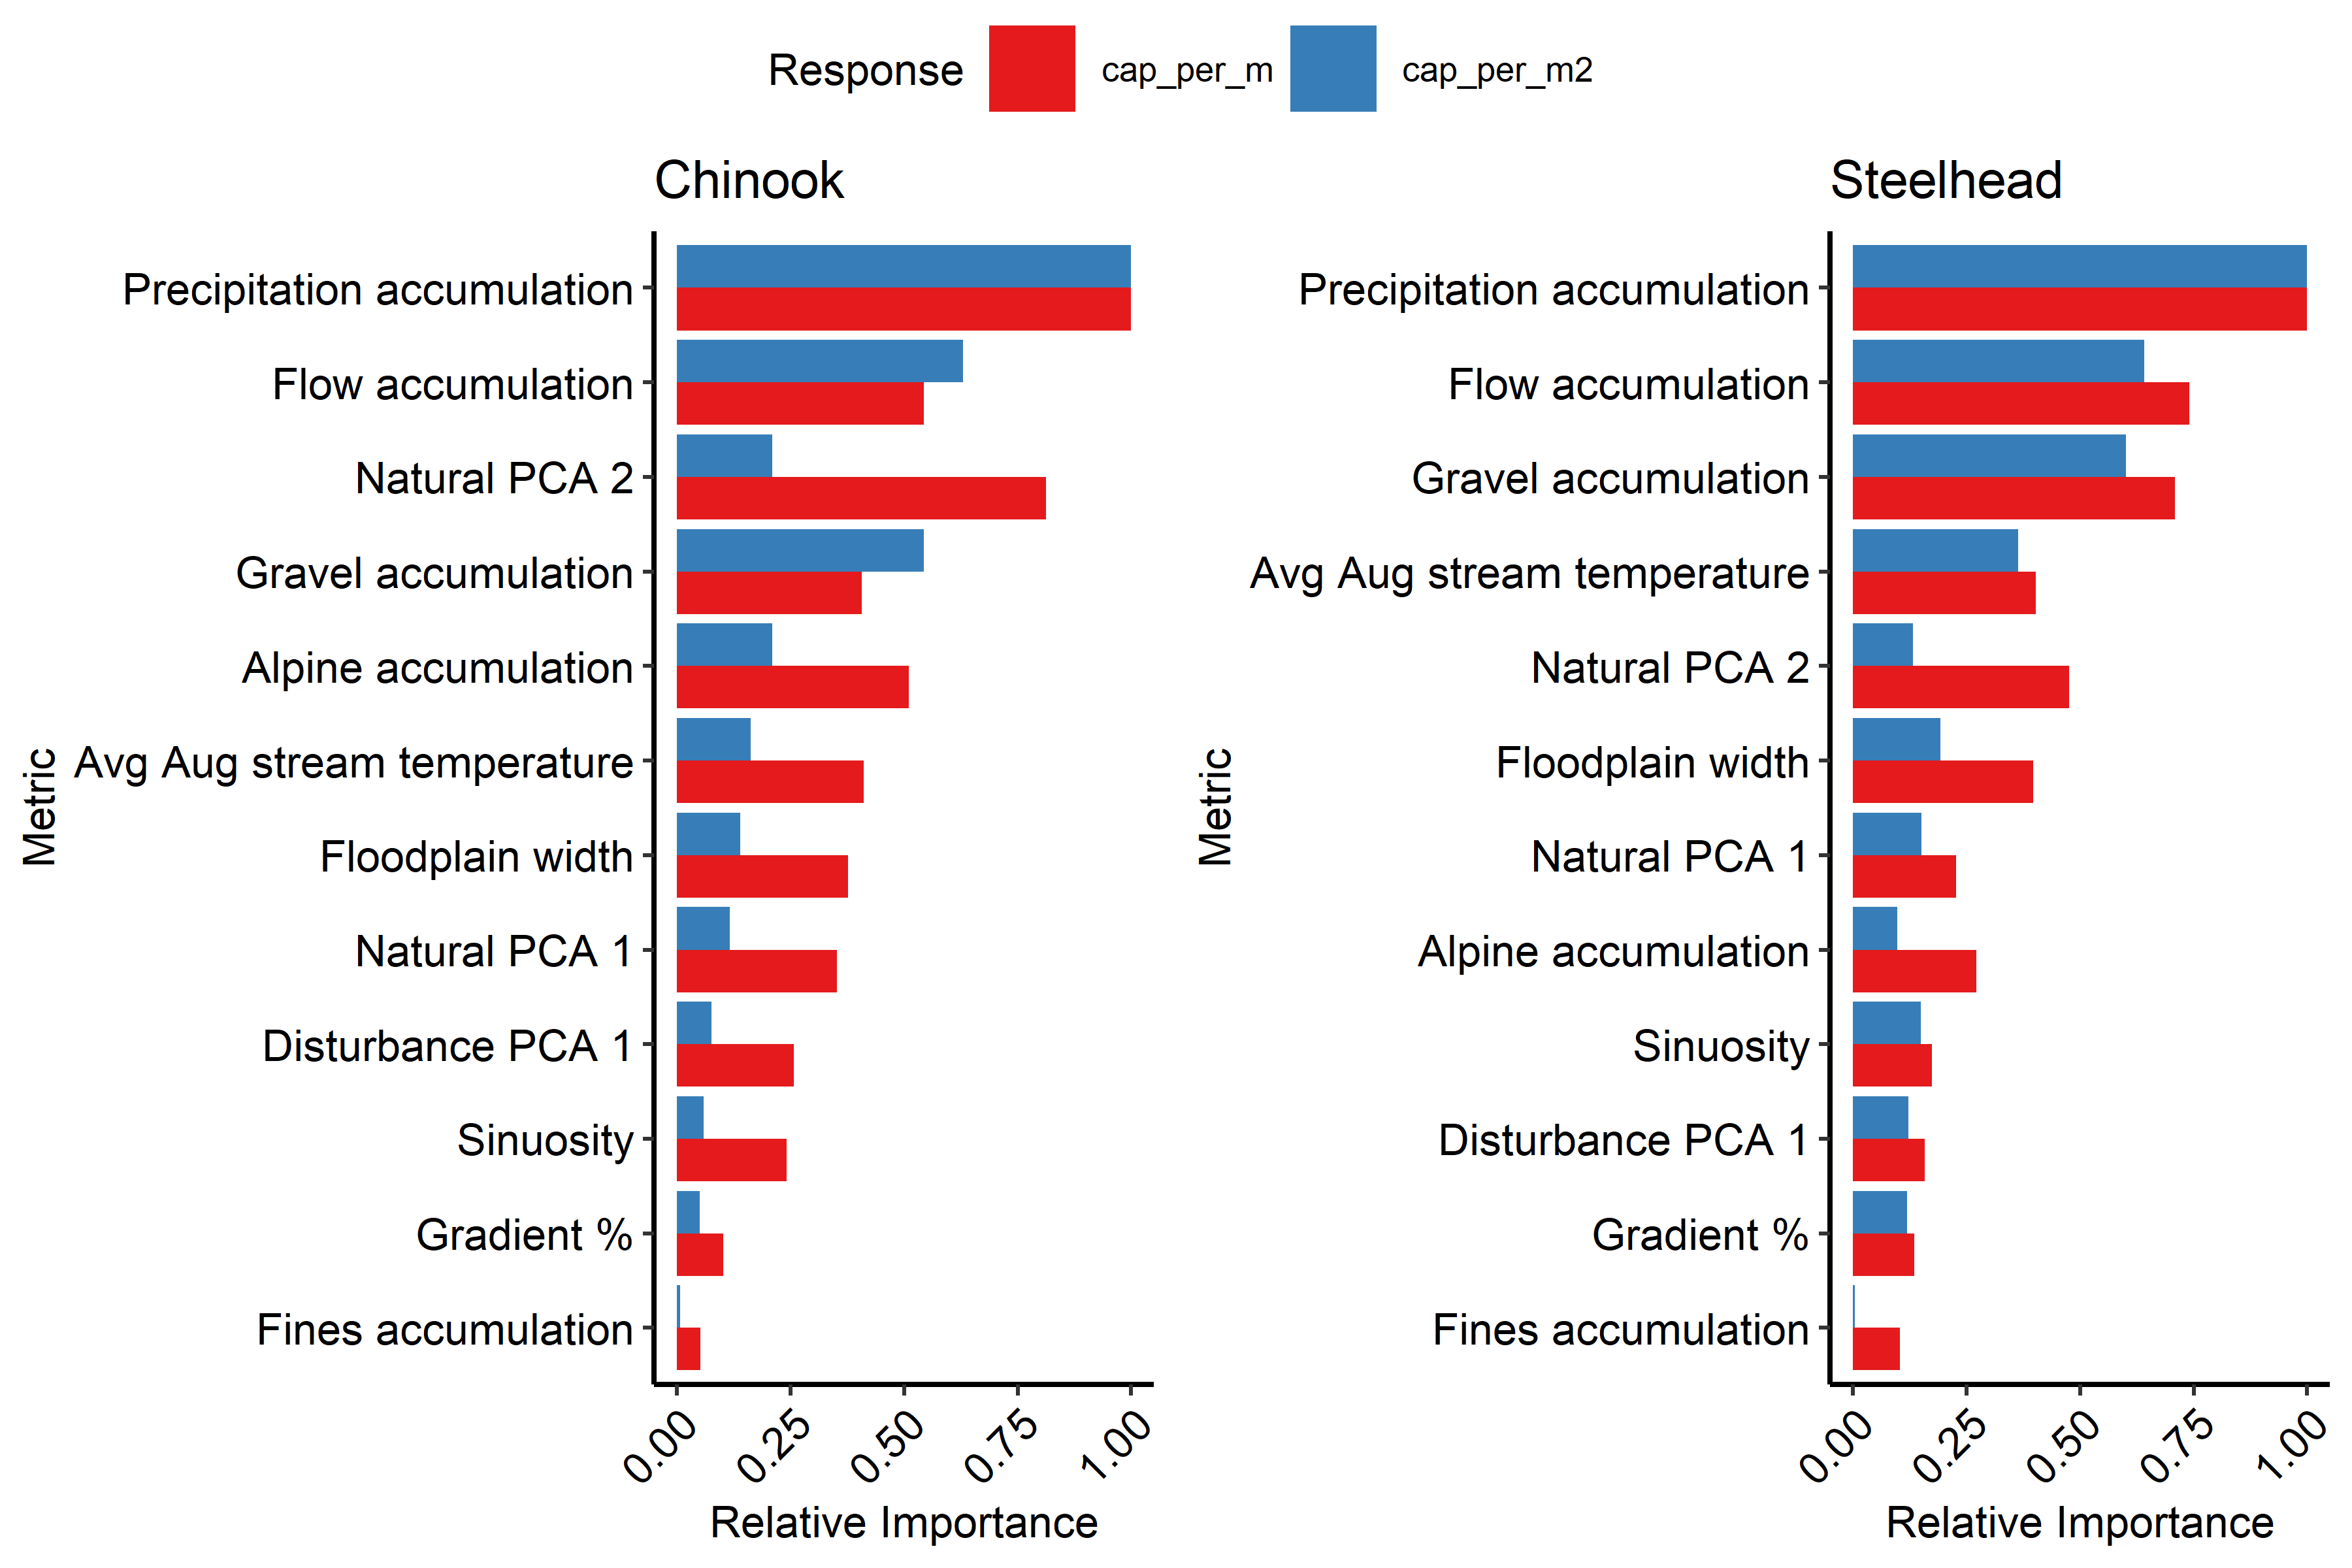 Response cap_per_m cap_per_m2
Chinook
Metric
Precipitation accumulation
Flow accumulation
Natural PCA 2
Gravel accumulation
Alpine accumulation
Avg Aug stream temperature
Floodplain width
Natural PCA 1
Disturbance PCA 1
Sinuosity
Gradient %
Fines accumulation
0.00 0.25 0.50 0.75 1.00
Relative Importance
Steelhead
Metric
Precipitation accumulation
Flow accumulation
Gravel accumulation
Avg Aug stream temperature
Natural PCA 2
Floodplain width
Natural PCA 1
Alpine accumulation
Sinuosity
Disturbance PCA 1
Gradient %
Fines accumulation
0.00 0.25 0.50 0.75 1.00
Relative Importance